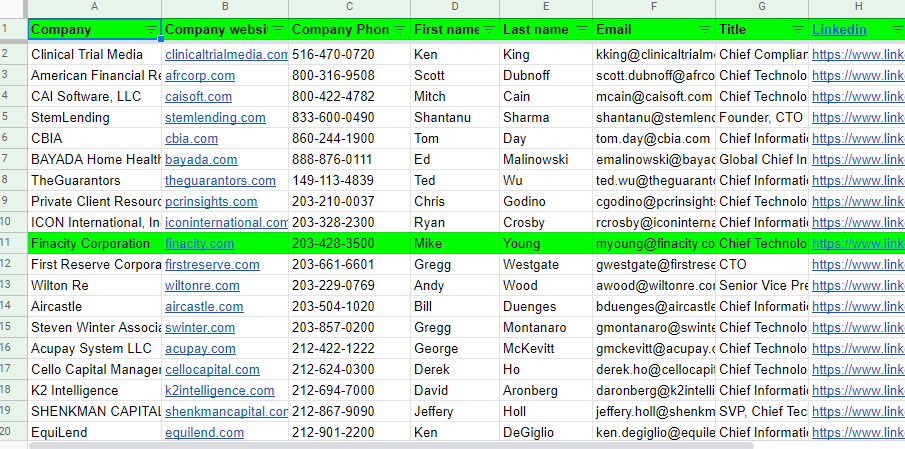 A B C D E F G H
1 Company Company websi Company Phon First name Last name Email Title Linkedin
2 Clinical Trial Media clinicaltrialmedia.com 516-470-0720 Ken King kking@clinicaltrialm Chief Complian https://www.link
3 American Financial Re afrcorp.com 800-316-9508 Scott Dubnoff scott.dubnoff@afrco Chief Technolo https://www.link
4 CAI Software, LLC caisoft.com 800-422-4782 Mitch Cain mcain@caisoft.com Chief Technolo https://www.link
5 StemLending stemlending.com 833-600-0490 Shantanu Sharma shantanu@stemlenc Founder, CTO https://www.link
6 CBIA cbia.com 860-244-1900 Tom Day tom.day@cbia.com Chief Informati https://www.link
7 BAYADA Home Healt bayada.com 888-876-0111 Ed Malinowski emalinowski@bayac Global Chief In https://www.link
8 TheGuarantors theguarantors.com 149-113-4839 Ted Wu ted.wu@theguarant Chief Informati https://www.link
9 Private Client Resourc pcrinsights.com 203-210-0037 Chris Godino cgodino@pcrinsight Chief Technolo https://www.link
10 ICON International, In iconinternational.com 203-328-2300 Ryan Crosby rcrosby@iconinterna Chief Informati https://www.link
11 Finacity Corporation finacity.com 203-428-3500 Mike Young myoung@finacity.co Chief Technolo https://www.link
12 First Reserve Corpora firstreserve.com 203-661-6601 Gregg Westgate gwestgate@firstrese CTO https://www.link
13 Wilton Re wiltonre.com 203-229-0769 Andy Wood awood@wiltonre.com Senior Vice Pre https://www.link
14 Aircastle aircastle.com 203-504-1020 Bill Duenges bduenges@aircastle Chief Informati https://www.link
15 Steven Winter Associa swinter.com 203-857-0200 Gregg Montanaro gmontanaro@swinte Chief Technolo https://www.link
16 Acupay System LLC acupay.com 212-422-1222 George McKevitt gmckevitt@acupay.c Chief Technolo https://www.link
17 Cello Capital Manager cellocapital.com 212-624-0300 Derek Ho derek.ho@cellocapi Chief Technolo https://www.link
18 K2 Intelligence k2intelligence.com 212-694-7000 David Aronberg daronberg@k2intelli Chief Informati https://www.link
19 SHENKMAN CAPITAL shenkmancapital.com 212-867-9090 Jeffery Holl jeffery.holl@shenkm SVP, Chief Tec https://www.link
20 EquiLend equilend.com 212-901-2200 Ken DeGiglio ken.degiglio@equile Chief Informati https://www.link